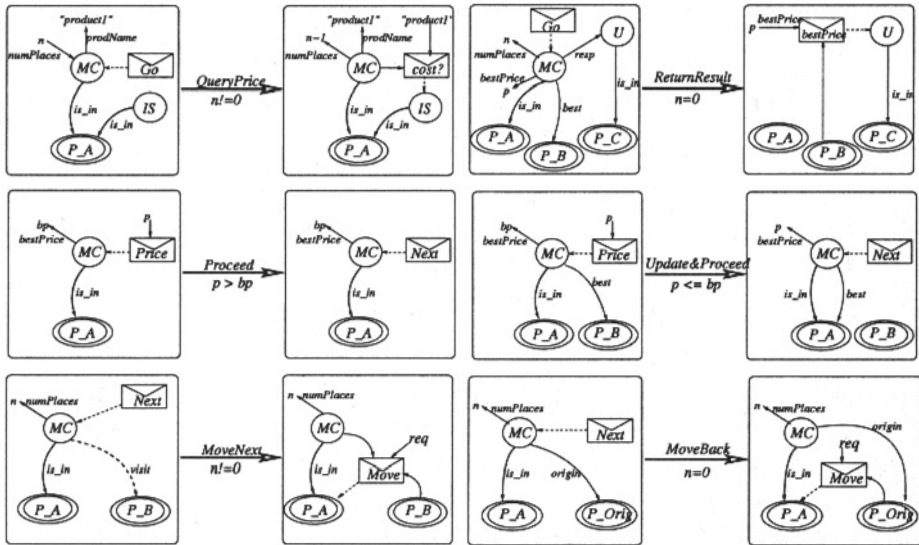 "product1"
n
prodName
numPlaces
MC
Go
is_in
IS
is_in
P_A
QueryPrice
n!=0
"product1"
"product1"
n-1
prodName
numPlaces
MC
cost?
is_in
IS
is_in
P_A
Go
U
n
numPlaces
resp
MC
bestPrice
p
is_in
best
is_in
P_A
P_C
P_B
ReturnResult
n=0
bestPrice
p
bestPrice
U
is_in
P_A
P_C
P_B
bp
bestPrice
MC
p
Price
is_in
P_A
Proceed
p > bp
bp
bestPrice
MC
Next
is_in
P_A
bp
bestPrice
MC
p
Price
is_in
best
P_A
P_B
Update&Proceed
p <= bp
p
bestPrice
MC
Next
is_in
best
P_A
P_B
n
numPlaces
Next
MC
is_in
visit
P_A
P_B
MoveNext
n!=0
n
numPlaces
MC
req
is_in
Move
P_A
P_B
n
numPlaces
MC
Next
is_in
origin
P_A
P_Orig
MoveBack
n=0
n
numPlaces
MC
origin
req
is_in
Move
P_A
P_Orig